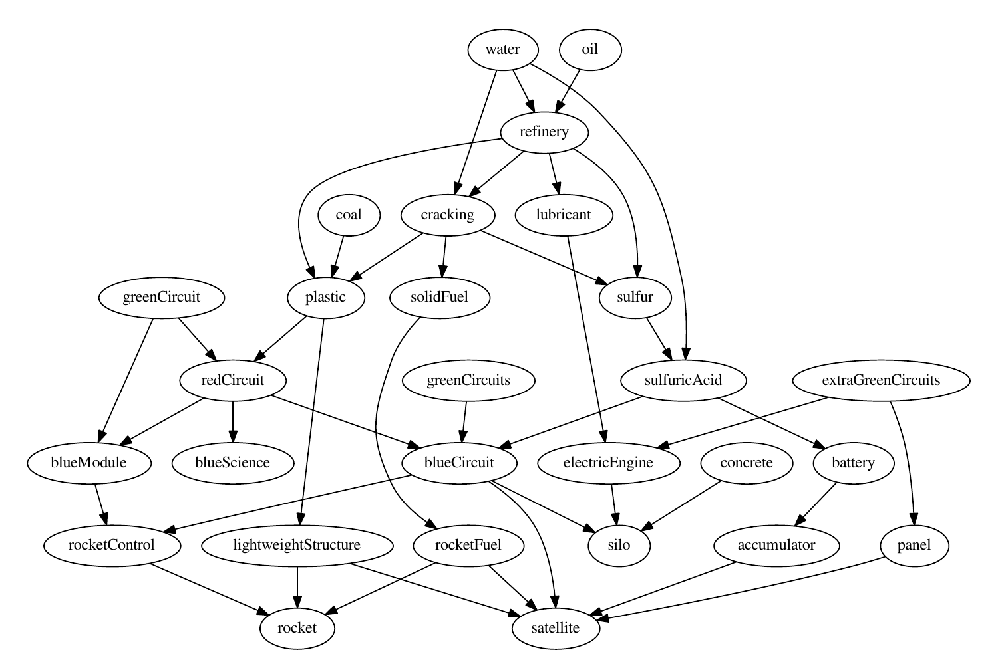 water
oil
refinery
coal
cracking
lubricant
greenCircuit
plastic
solidFuel
sulfur
redCircuit
greenCircuits
sulfuricAcid
extraGreenCircuits
blueModule
blueScience
blueCircuit
electricEngine
concrete
battery
rocketControl
lightweightStructure
rocketFuel
silo
accumulator
panel
rocket
satellite